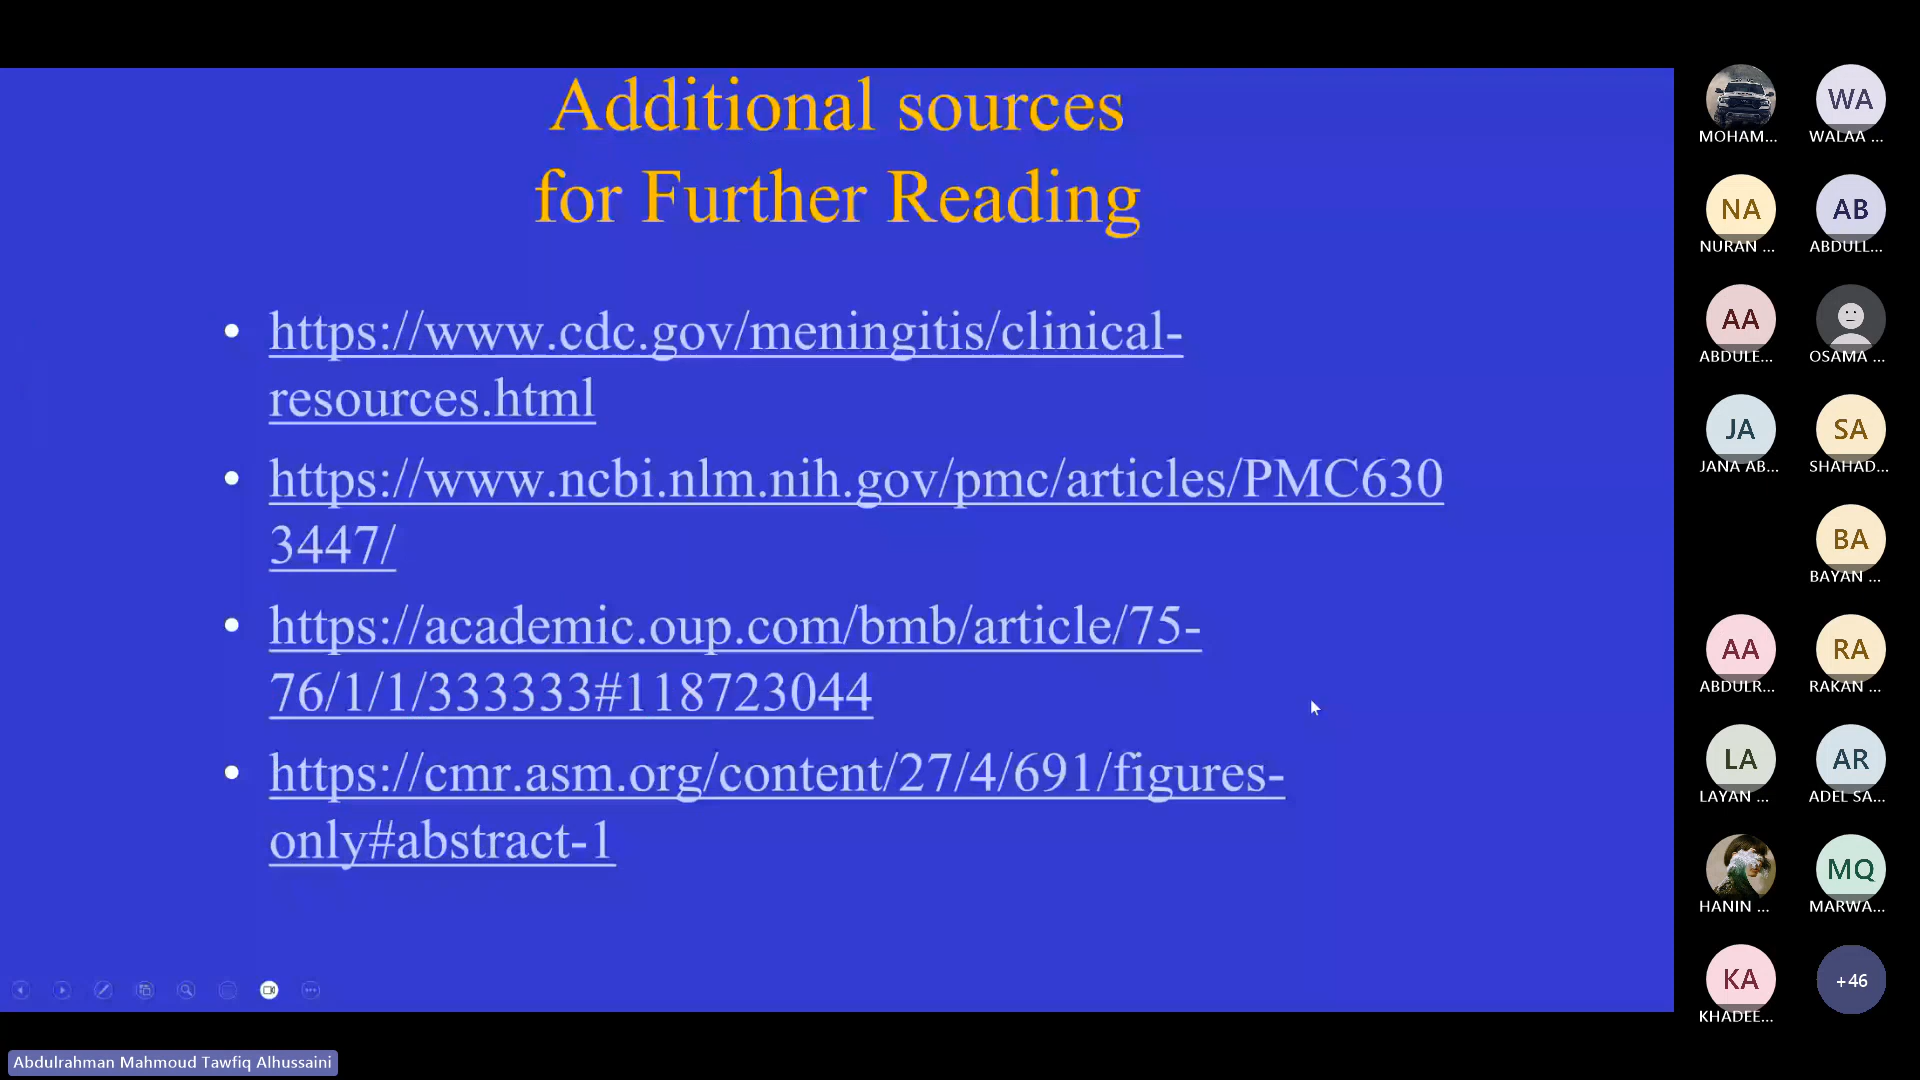 Additional sources
for Further Reading
• https://www.cdc.gov/meningitis/clinical-
resources.html
• https://www.ncbi.nlm.nih.gov/pmc/articles/PMC630
3447/
• https://academic.oup.com/bmb/article/75-
76/1/1/333333#118723044
• https://cmr.asm.org/content/27/4/691/figures-
only#abstract-1
MOHAM...
WA
WALAA ...
NA
NURAN ...
AB
ABDULL...
AA
ABDULE...
OSAMA ...
JA
JANA AB...
SA
SHAHAD...
BA
BAYAN ...
AA
ABDULR...
RA
RAKAN ...
LA
LAYAN ...
AR
ADEL SA...
HANIN ...
MQ
MARWA...
KA
KHADEE...
+46
Abdulrahman Mahmoud Tawfiq Alhussaini